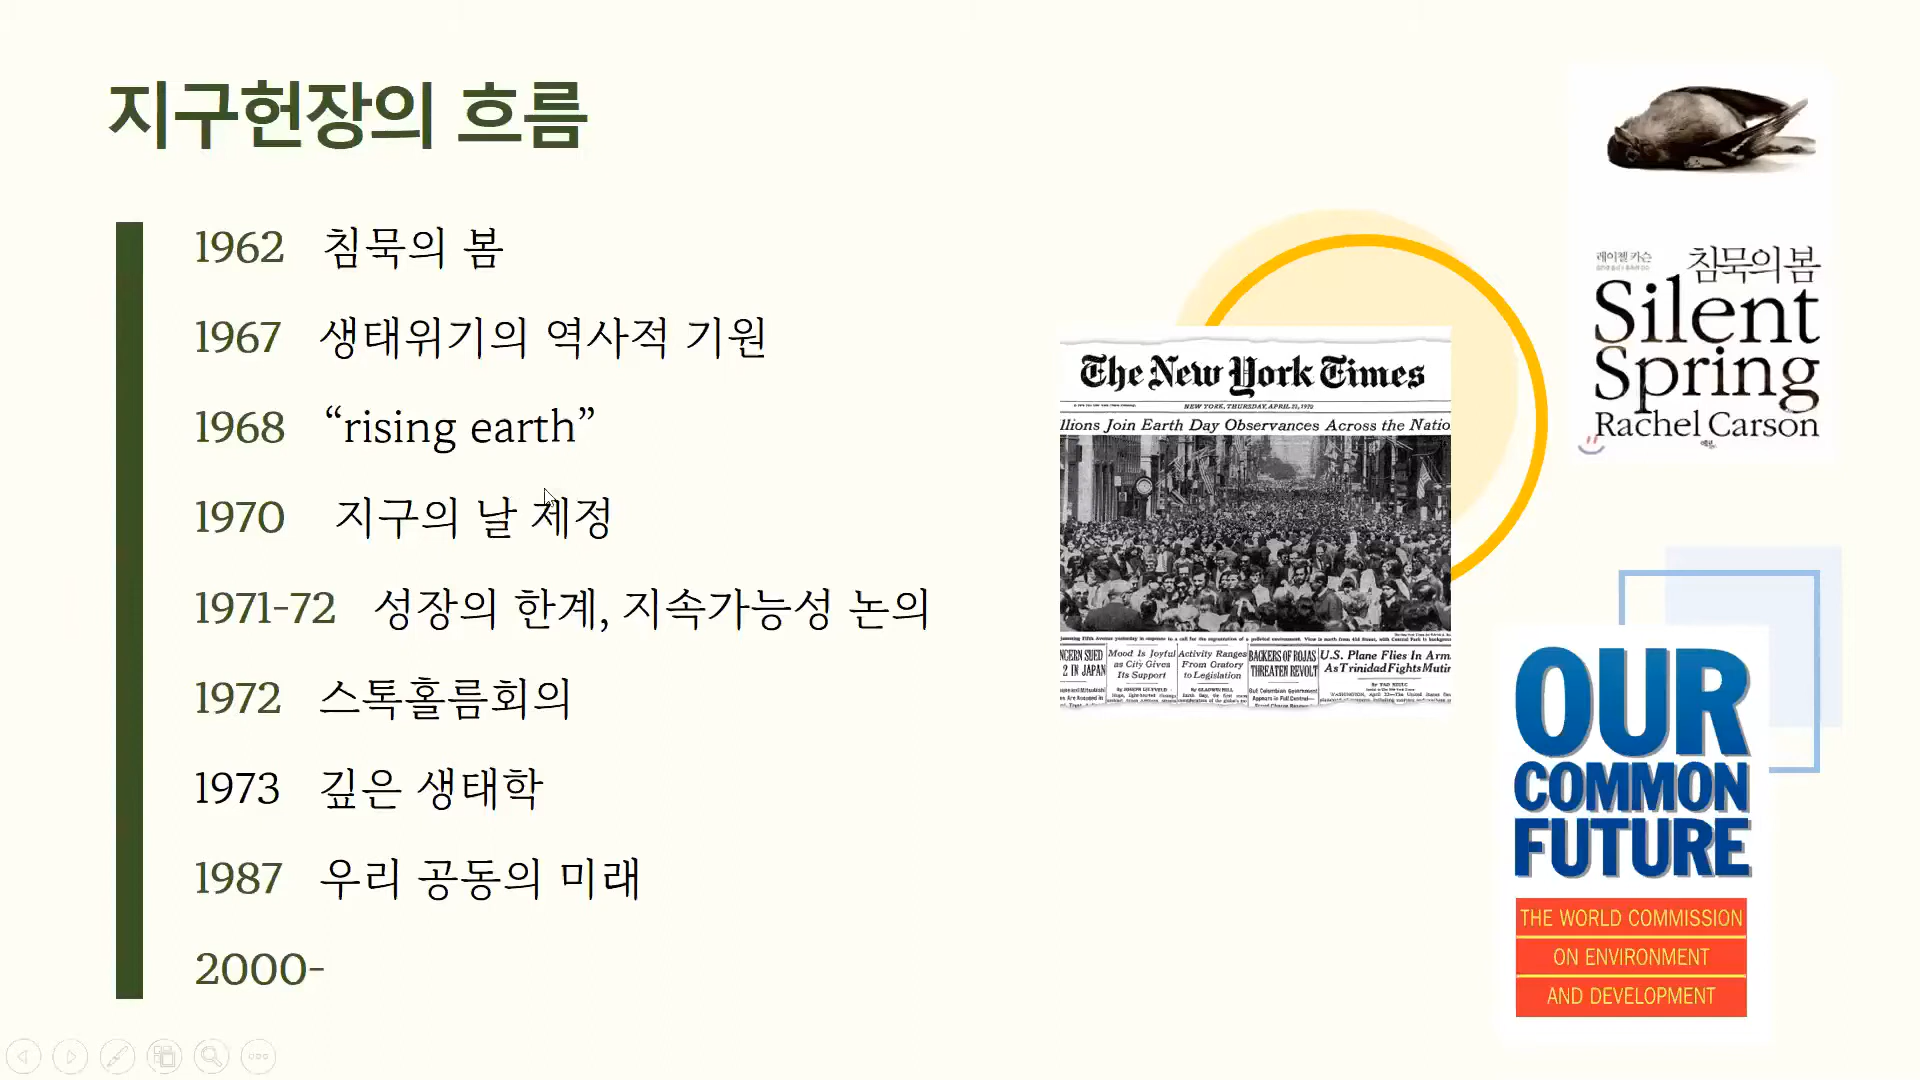 지구헌장의 흐름
1962 침묵의 봄
1967 생태위기의 역사적 기원
1968 “rising earth”
1970 지구의 날 제정
1971-72 성장의 한계, 지속가능성 논의
1972 스톡홀름회의
1973 깊은 생태학
1987 우리 공동의 미래
2000-
The New York Times
NEW YORK, THURSDAY, APRIL 23, 1970
llions Join Earth Day Observances Across the Natio
NCERN SUED
2 IN JAPAN
Mood Is Joyful
as City Gives
Its Support
Activity Ranges
From Oratory
to Legislation
BACKERS OF ROJAS
THREATEN REVOLT
U.S. Plane Flies In Arm
As Trinidad Fights Mutin
레이첼 카슨
침묵의 봄
Silent
Spring
Rachel Carson
OUR
COMMON
FUTURE
THE WORLD COMMISSION
ON ENVIRONMENT
AND DEVELOPMENT